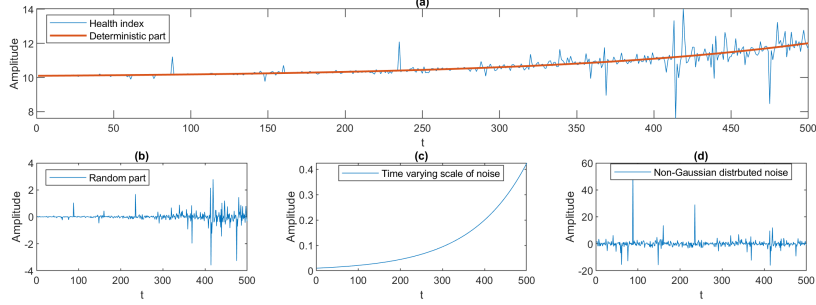 (a)
14
12
10
8
Amplitude
Health index
Deterministic part
0 50 100 150 200 250 300 350 400 450 500
t
(b)
4
2
0
-2
-4
Amplitude
Random part
0 100 200 300 400 500
t
(c)
0.4
0.3
0.2
0.1
0
Amplitude
Time varying scale of noise
0 100 200 300 400 500
t
(d)
60
40
20
0
-20
Amplitude
Non-Gaussian distrbuted noise
0 100 200 300 400 500
t